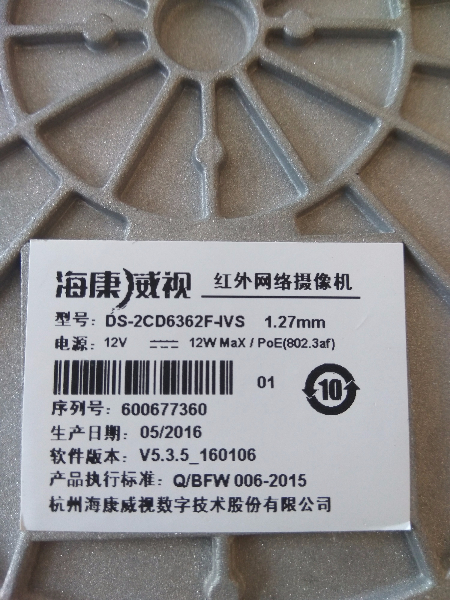 海康威视 红外网络摄像机
型号: DS-2CD6362F-IVS 1.27mm
电源: 12V ⎓ 12W MaX / PoE(802.3af)
01
10
序列号: 600677360
生产日期: 05/2016
软件版本: V5.3.5_160106
产品执行标准: Q/BFW 006-2015
杭州海康威视数字技术股份有限公司